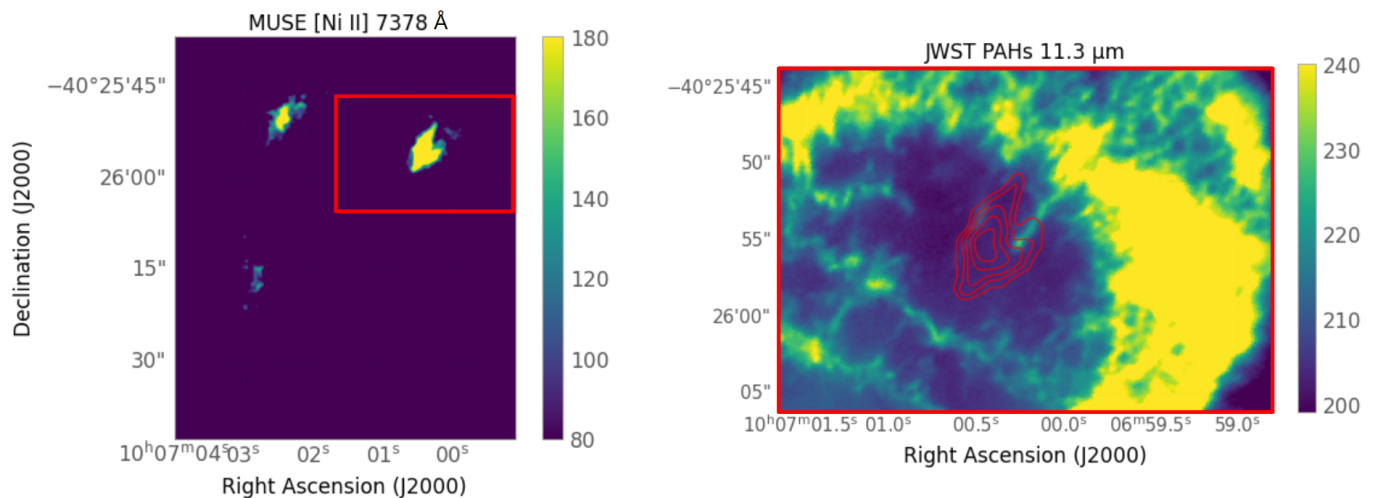 MUSE [Ni II] 7378 Å
−40°25'45"
26'00"
15"
30"
Declination (J2000)
10ʰ07ᵐ04ˢ03ˢ 02ˢ 01ˢ 00ˢ
Right Ascension (J2000)
180
160
140
120
100
80
JWST PAHs 11.3 μm
−40°25'45"
50"
55"
26'00"
05"
10ʰ07ᵐ01.5ˢ 01.0ˢ 00.5ˢ 00.0ˢ 06ᵐ59.5ˢ 59.0ˢ
Right Ascension (J2000)
240
230
220
210
200